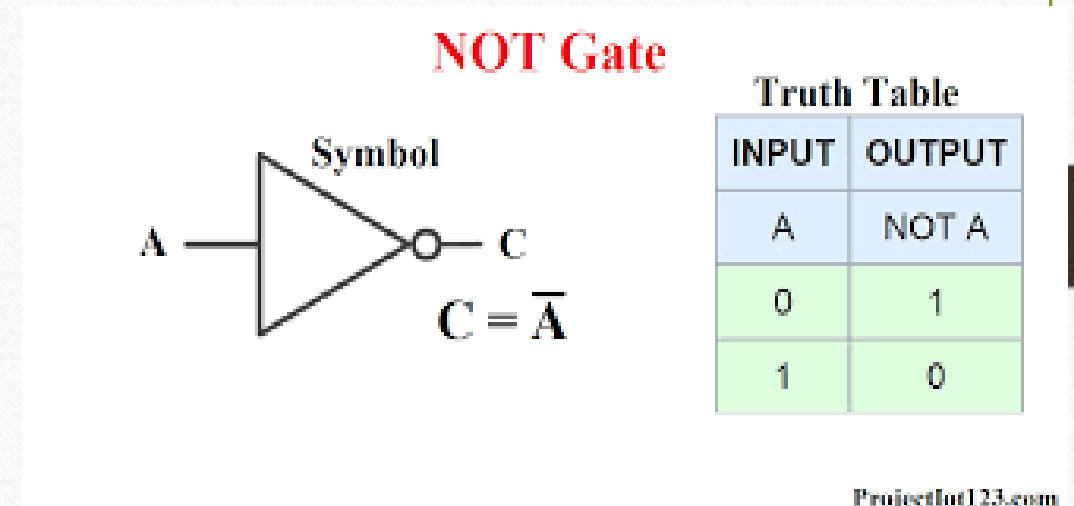 NOT Gate
Truth Table
Symbol
INPUT OUTPUT
A NOT A
0 1
1 0
A C
C = A̅
ProjectIot123.com